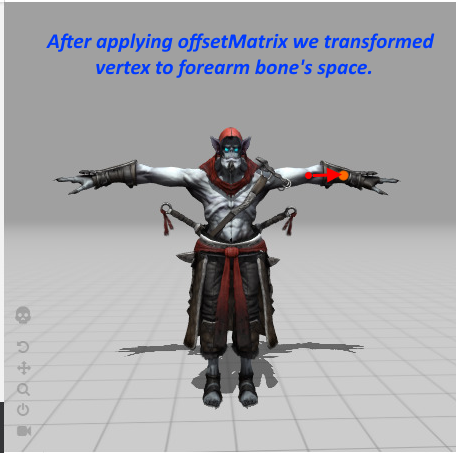 After applying offsetMatrix we transformed
vertex to forearm bone's space.